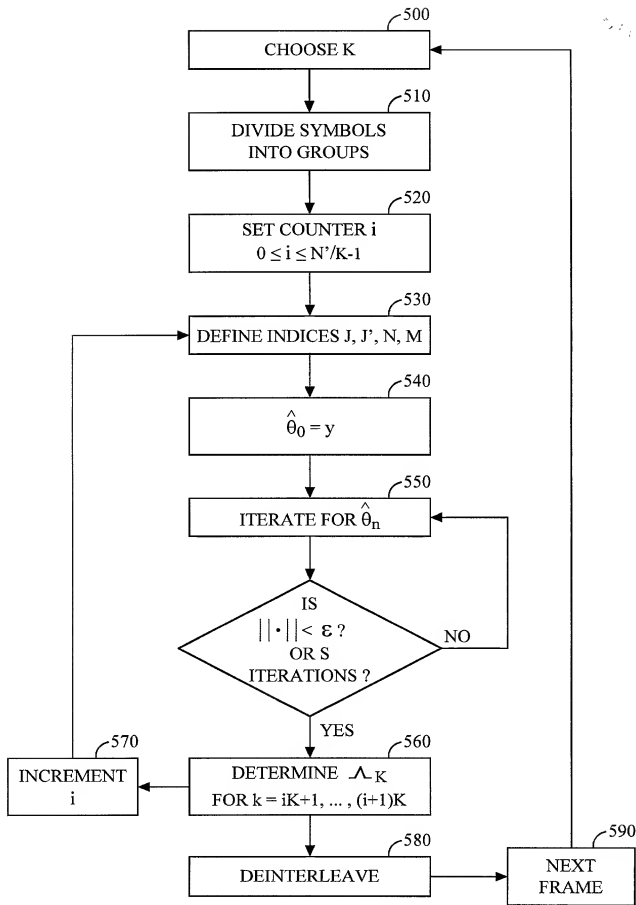 500
CHOOSE K
510
DIVIDE SYMBOLS
INTO GROUPS
520
SET COUNTER i
0 ≤ i ≤ N'/K-1
530
DEFINE INDICES J, J', N, M
540
θ̂₀ = y
550
ITERATE FOR θ̂ₙ
IS
||·|| < ε ?
OR S
ITERATIONS ?
NO
YES
570
INCREMENT
i
560
DETERMINE Λ_K
FOR k = iK+1, ... , (i+1)K
580
DEINTERLEAVE
590
NEXT
FRAME